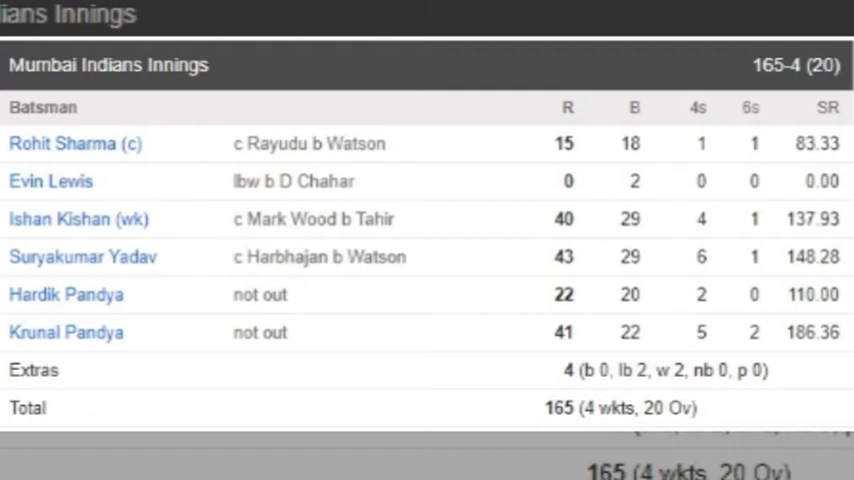 ians Innings
Mumbai Indians Innings 165-4 (20)
Batsman R B 4s 6s SR
Rohit Sharma (c) c Rayudu b Watson 15 18 1 1 83.33
Evin Lewis lbw b D Chahar 0 2 0 0 0.00
Ishan Kishan (wk) c Mark Wood b Tahir 40 29 4 1 137.93
Suryakumar Yadav c Harbhajan b Watson 43 29 6 1 148.28
Hardik Pandya not out 22 20 2 0 110.00
Krunal Pandya not out 41 22 5 2 186.36
Extras 4 (b 0, lb 2, w 2, nb 0, p 0)
Total 165 (4 wkts, 20 Ov)
165 (4 wkts, 20 Ov)